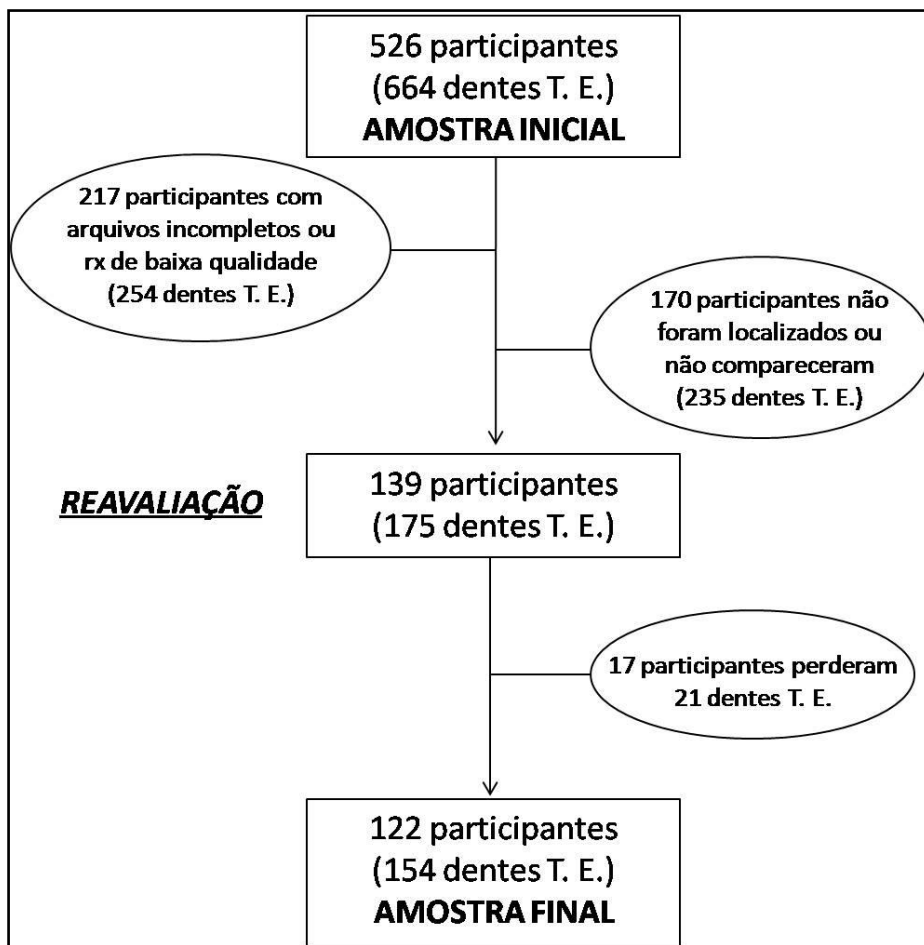 526 participantes
(664 dentes T. E.)
AMOSTRA INICIAL
217 participantes com
arquivos incompletos ou
rx de baixa qualidade
(254 dentes T. E.)
170 participantes não
foram localizados ou
não compareceram
(235 dentes T. E.)
REAVALIAÇÃO
139 participantes
(175 dentes T. E.)
17 participantes perderam
21 dentes T. E.
122 participantes
(154 dentes T. E.)
AMOSTRA FINAL